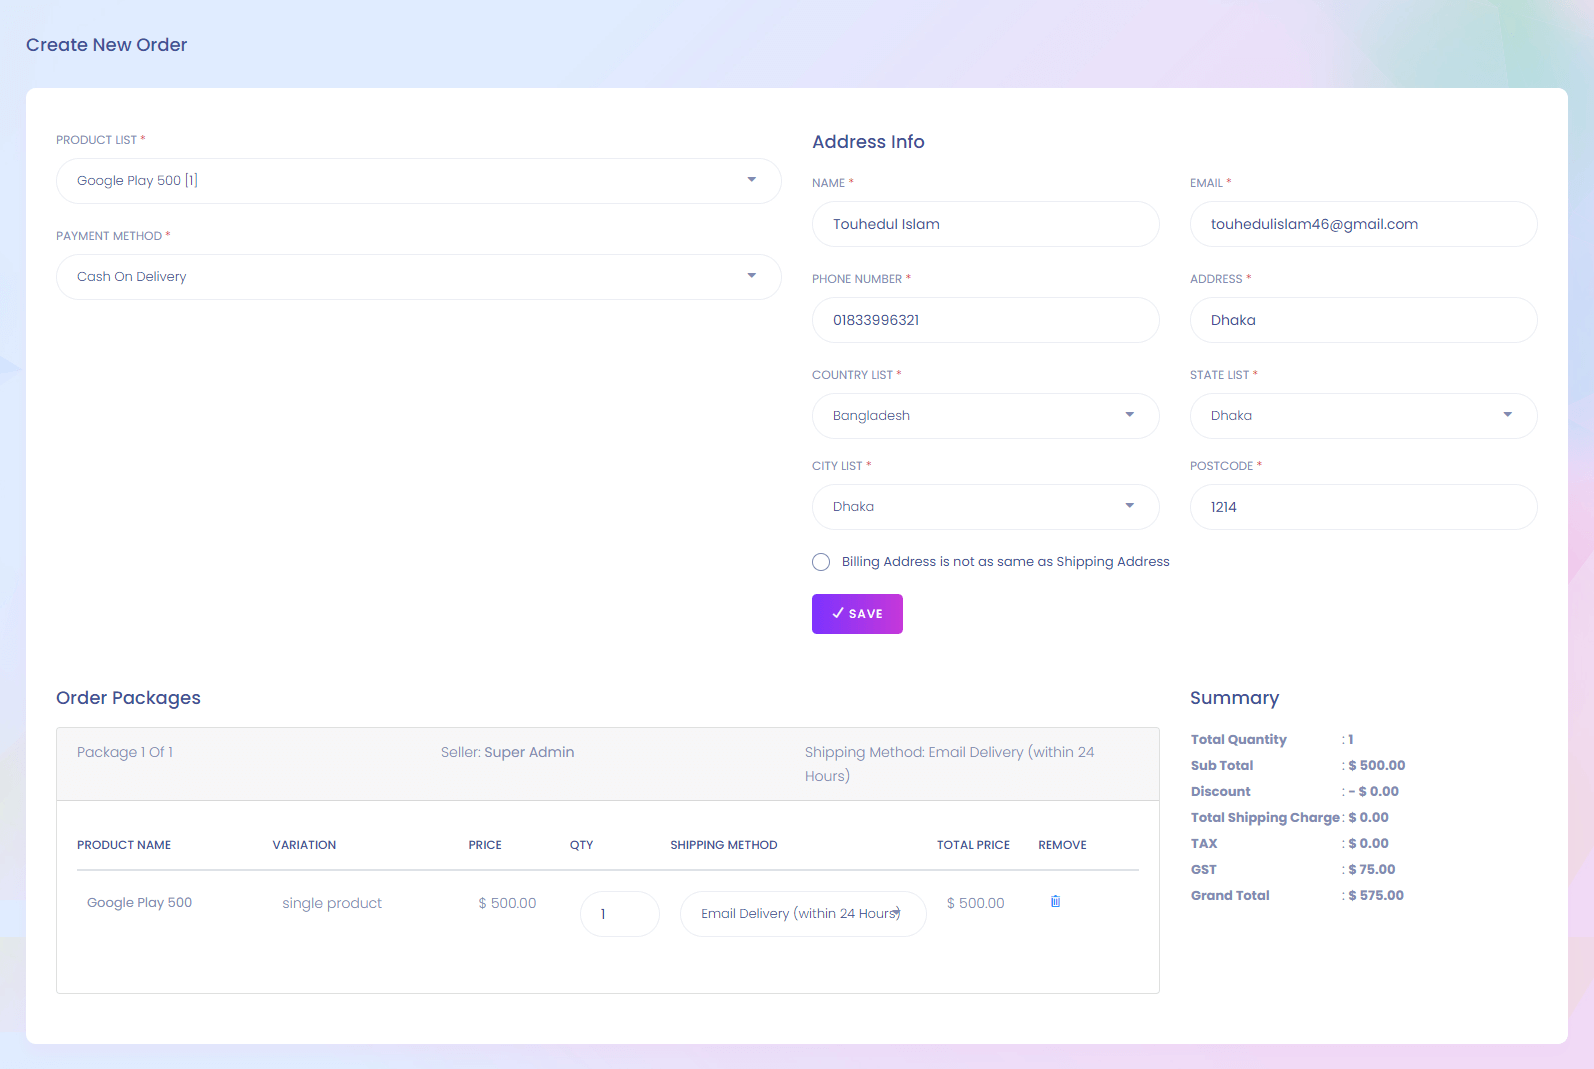 Create New Order
PRODUCT LIST *
Google Play 500 [1]
PAYMENT METHOD *
Cash On Delivery
Address Info
NAME *
EMAIL *
Touhedul Islam
touhedulislam46@gmail.com
PHONE NUMBER *
ADDRESS *
01833996321
Dhaka
COUNTRY LIST *
STATE LIST *
Bangladesh
Dhaka
CITY LIST *
POSTCODE *
Dhaka
1214
Billing Address is not as same as Shipping Address
SAVE
Order Packages
Package 1 Of 1
Seller: Super Admin
Shipping Method: Email Delivery (within 24
Hours)
PRODUCT NAME VARIATION PRICE QTY SHIPPING METHOD TOTAL PRICE REMOVE
Google Play 500 single product $ 500.00 1 Email Delivery (within 24 Hours) $ 500.00
Summary
Total Quantity : 1
Sub Total : $ 500.00
Discount : - $ 0.00
Total Shipping Charge : $ 0.00
TAX : $ 0.00
GST : $ 75.00
Grand Total : $ 575.00